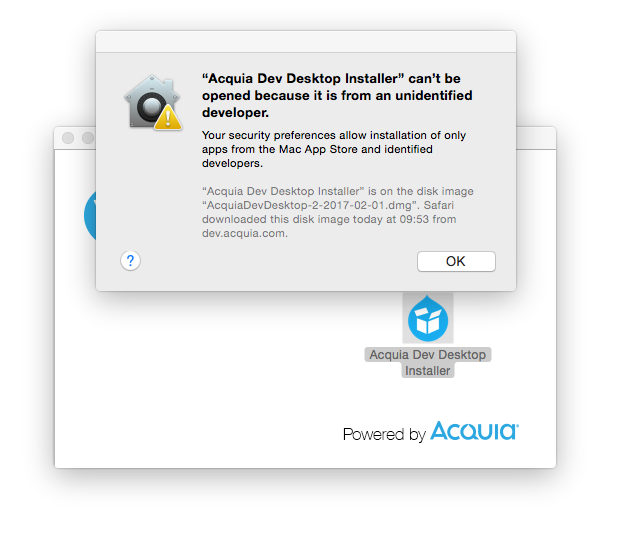 “Acquia Dev Desktop Installer” can’t be
opened because it is from an unidentified
developer.
Your security preferences allow installation of only
apps from the Mac App Store and identified
developers.
“Acquia Dev Desktop Installer” is on the disk image
“AcquiaDevDesktop-2-2017-02-01.dmg”. Safari
downloaded this disk image today at 09:53 from
dev.acquia.com.
?
OK
Acquia Dev Desktop
Installer
Powered by ACQUIA